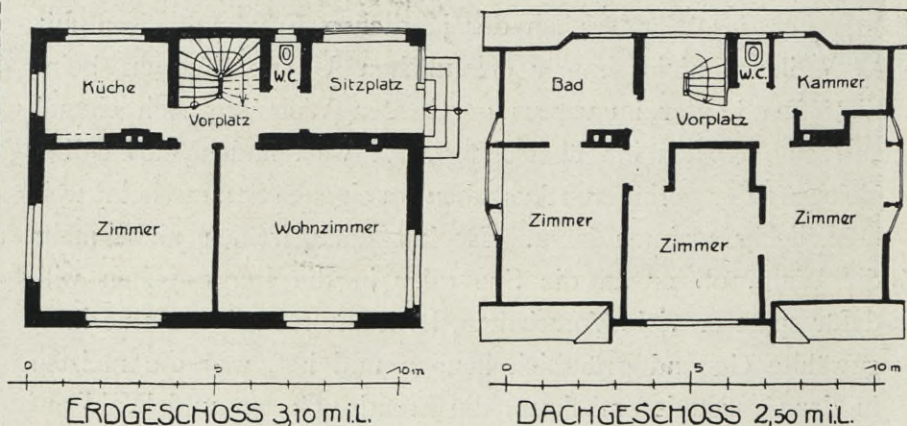 Küche
W.C.
Sitzplatz
Vorplatz
Zimmer
Wohnzimmer
0 5 10 m
ERDGESCHOSS 3,10 m i. L.
Bad
W.C.
Kammer
Vorplatz
Zimmer
Zimmer
Zimmer
0 5 10 m
DACHGESCHOSS 2,50 m i. L.